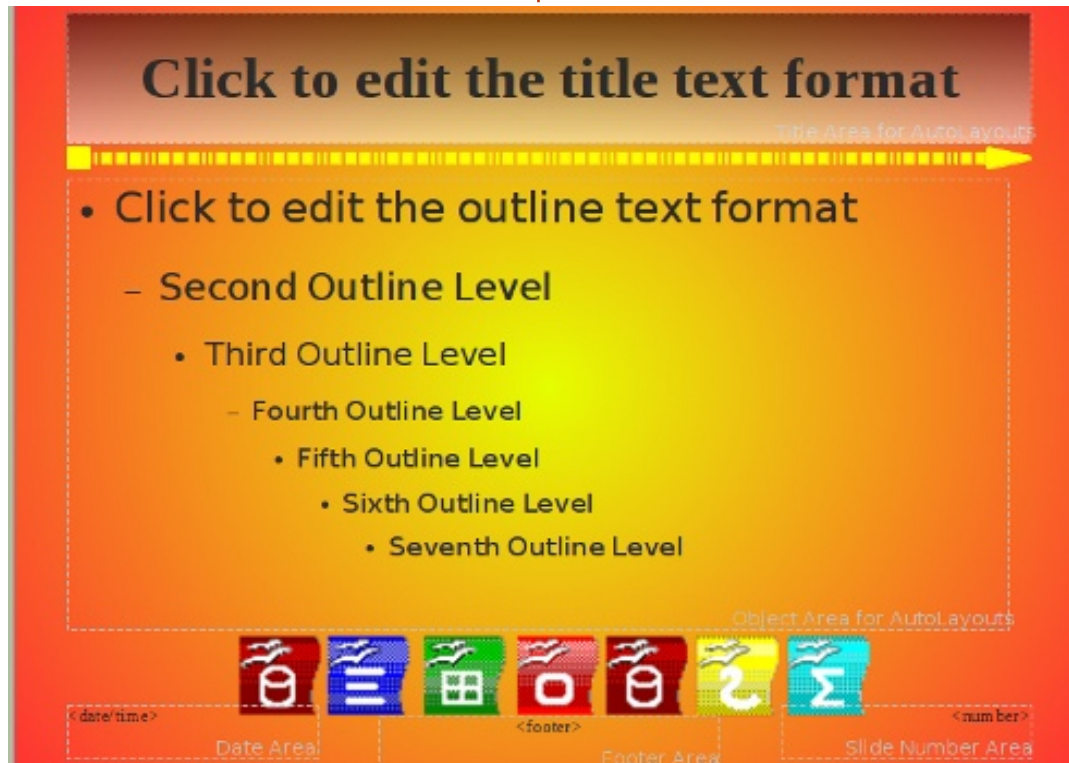 Click to edit the title text format
Title Area for AutoLayouts
• Click to edit the outline text format
– Second Outline Level
• Third Outline Level
– Fourth Outline Level
• Fifth Outline Level
• Sixth Outline Level
• Seventh Outline Level
Object Area for AutoLayouts
<date/time>
<footer>
<number>
Date Area
Footer Area
Slide Number Area